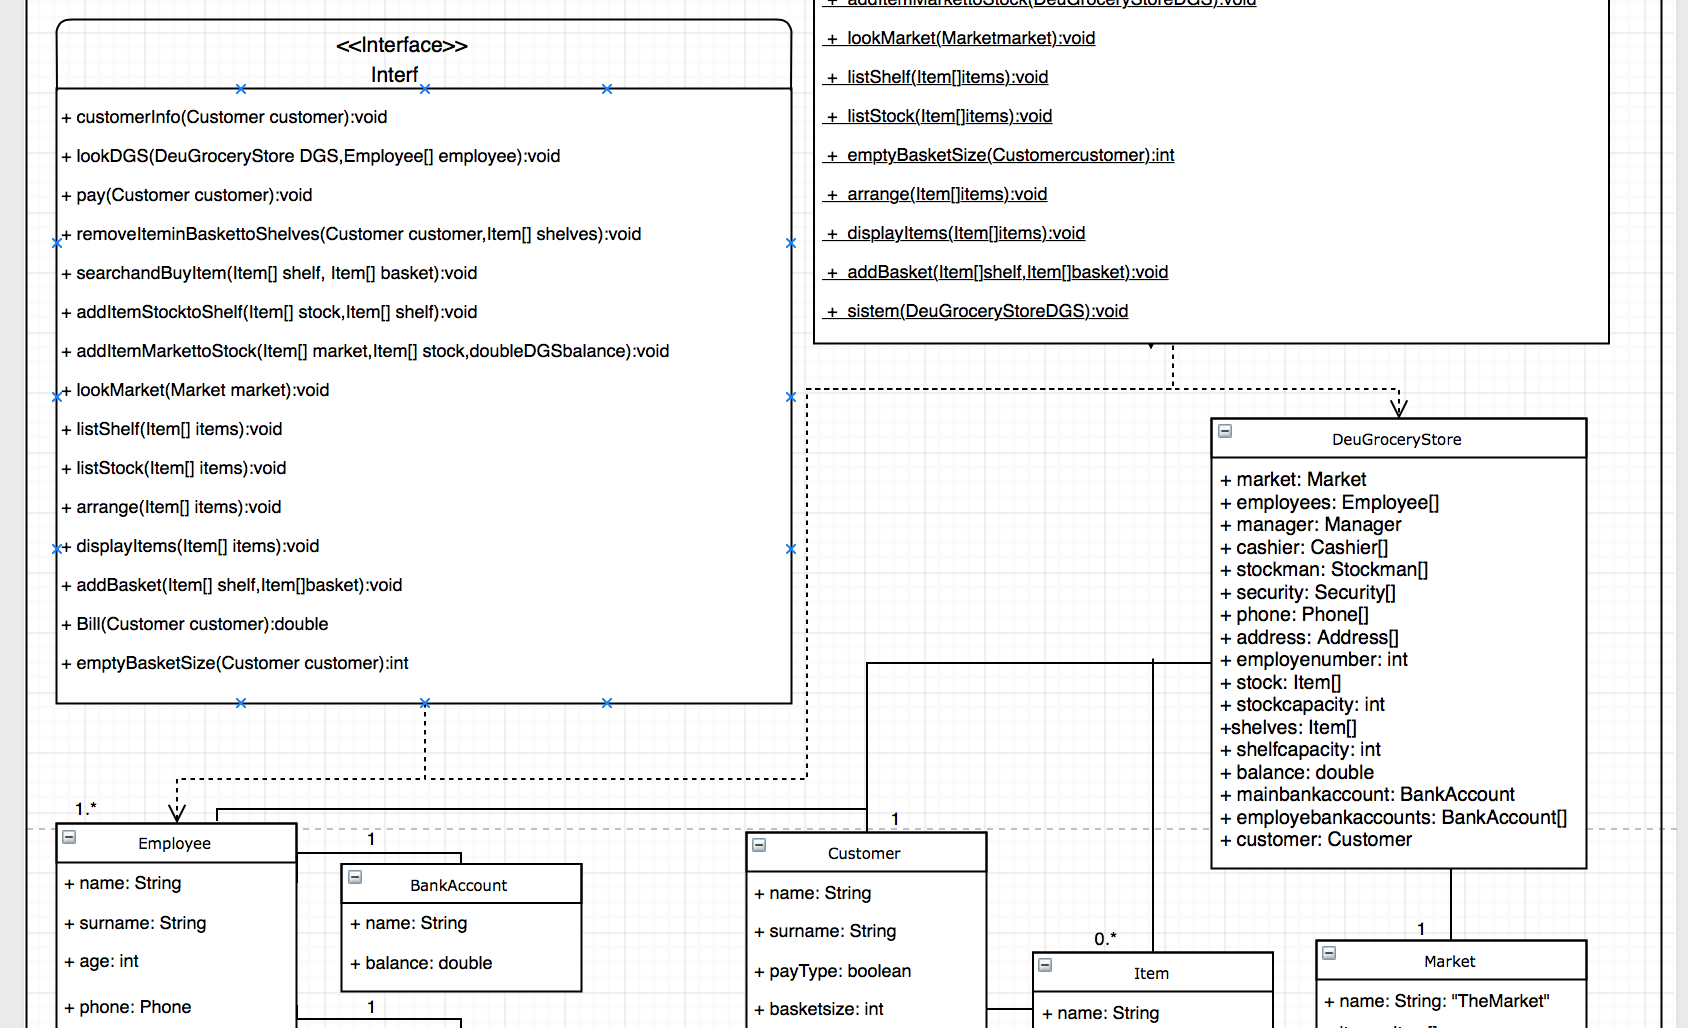 <<Interface>>
Interf
+ customerInfo(Customer customer):void
+ lookDGS(DeuGroceryStore DGS,Employee[] employee):void
+ pay(Customer customer):void
+ removeIteminBaskettoShelves(Customer customer,Item[] shelves):void
+ searchandBuyItem(Item[] shelf, Item[] basket):void
+ addItemStocktoShelf(Item[] stock,Item[] shelf):void
+ addItemMarkettoStock(Item[] market,Item[] stock,doubleDGSbalance):void
+ lookMarket(Market market):void
+ listShelf(Item[] items):void
+ listStock(Item[] items):void
+ arrange(Item[] items):void
+ displayItems(Item[] items):void
+ addBasket(Item[] shelf,Item[]basket):void
+ Bill(Customer customer):double
+ emptyBasketSize(Customer customer):int
+ addItemMarkettoStock(DeuGroceryStoreDGS):void
+ lookMarket(Marketmarket):void
+ listShelf(Item[]items):void
+ listStock(Item[]items):void
+ emptyBasketSize(Customercustomer):int
+ arrange(Item[]items):void
+ displayItems(Item[]items):void
+ addBasket(Item[]shelf,Item[]basket):void
+ sistem(DeuGroceryStoreDGS):void
DeuGroceryStore
+ market: Market
+ employees: Employee[]
+ manager: Manager
+ cashier: Cashier[]
+ stockman: Stockman[]
+ security: Security[]
+ phone: Phone[]
+ address: Address[]
+ employenumber: int
+ stock: Item[]
+ stockcapacity: int
+shelves: Item[]
+ shelfcapacity: int
+ balance: double
+ mainbankaccount: BankAccount
+ employebankaccounts: BankAccount[]
+ customer: Customer
1.*
Employee
+ name: String
+ surname: String
+ age: int
+ phone: Phone
1
BankAccount
+ name: String
+ balance: double
1
1
Customer
+ name: String
+ surname: String
+ payType: boolean
+ basketsize: int
0.*
Item
+ name: String
1
Market
+ name: String: "TheMarket"